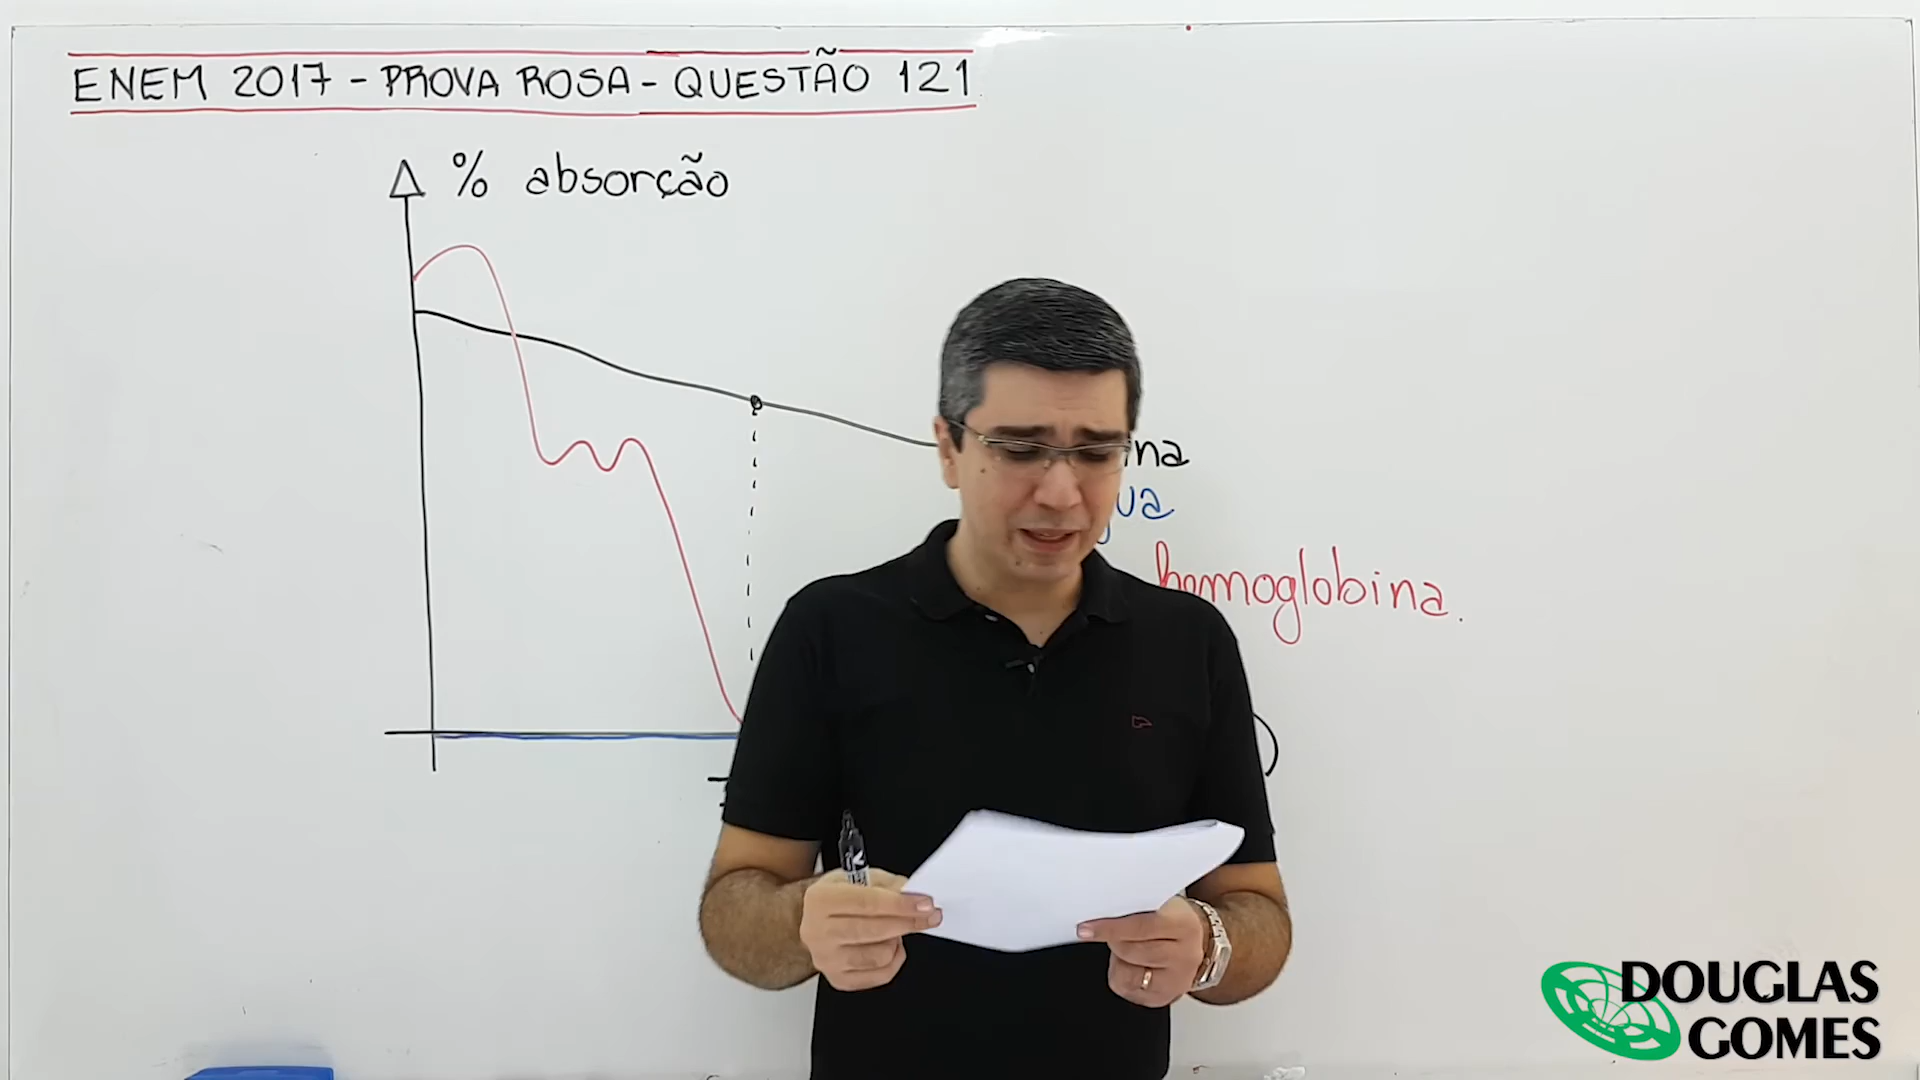 ENEM 2017 - PROVA ROSA - QUESTÃO 121
% absorção
hemoglobina.
DOUGLAS
GOMES